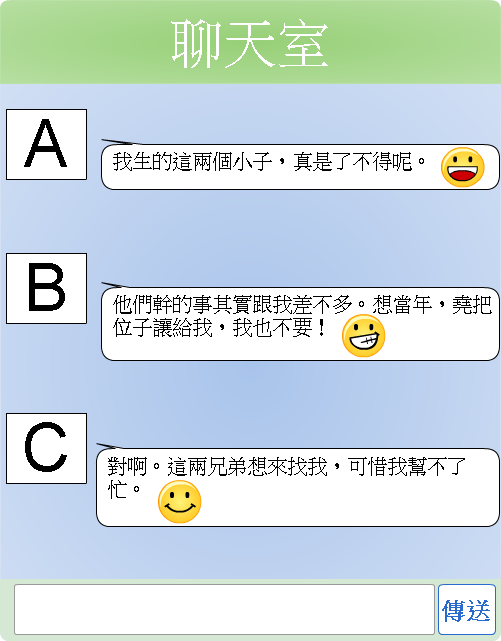 聊天室
A
我生的這兩個小子，真是了不得呢。
B
他們幹的事其實跟我差不多。想當年，堯把
位子讓給我，我也不要！
C
對啊。這兩兄弟想來找我，可惜我幫不了
忙。
傳送